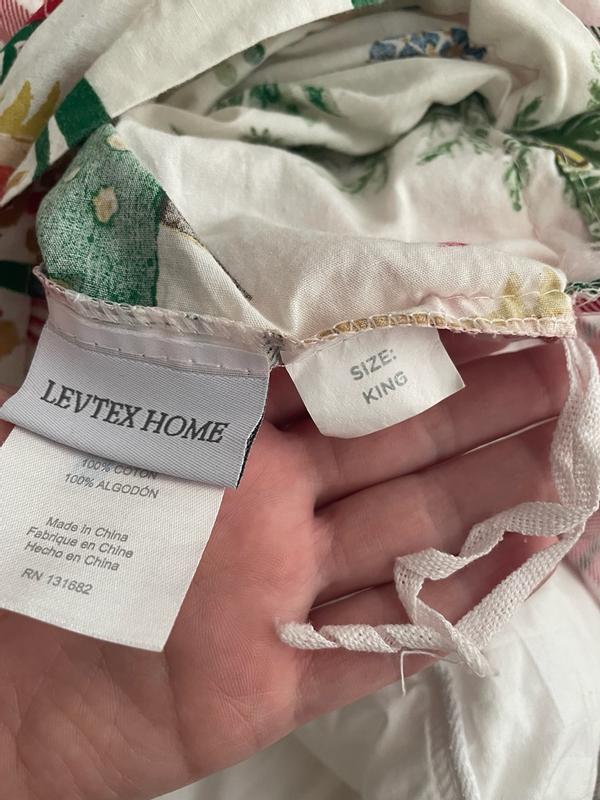 LEVTEX HOME
SIZE:
KING
100% COTON
100% ALGODÓN
Made in China
Fabrique en Chine
Hecho en China
RN 131682